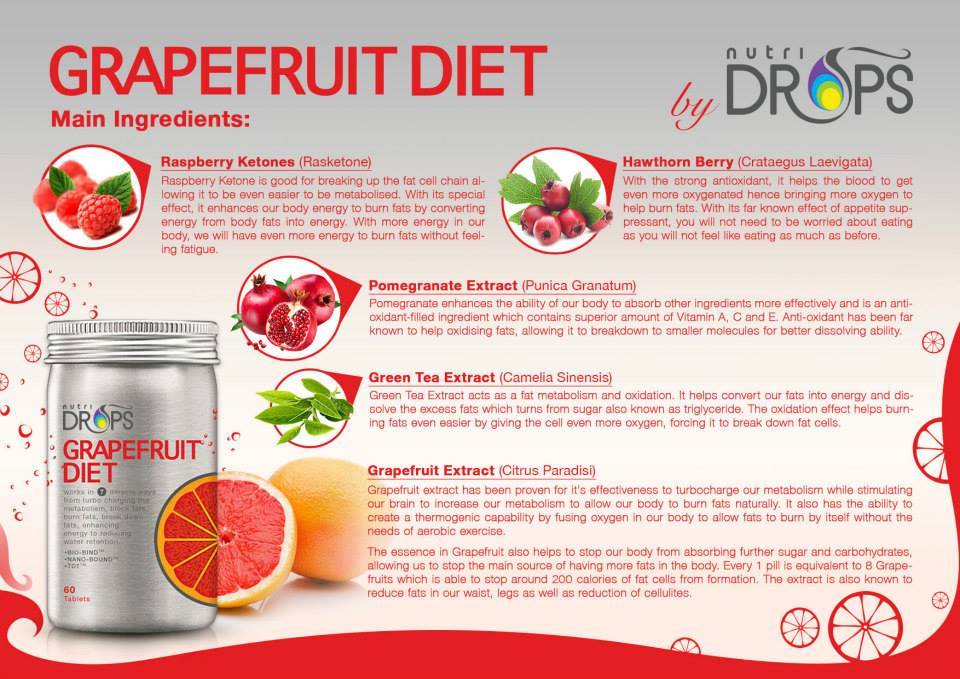 GRAPEFRUIT DIET
by
nutri
DROPS
Main Ingredients:
Raspberry Ketones (Rasketone)
Raspberry Ketone is good for breaking up the fat cell chain al-
lowing it to be even easier to be metabolised. With its special
effect, it enhances our body energy to burn fats by converting
energy from body fats into energy. With more energy in our
body, we will have even more energy to burn fats without feel-
ing fatigue.
Hawthorn Berry (Crataegus Laevigata)
With the strong antioxidant, it helps the blood to get
even more oxygenated hence bringing more oxygen to
help burn fats. With its far known effect of appetite sup-
pressant, you will not need to be worried about eating
as you will not feel like eating as much as before.
Pomegranate Extract (Punica Granatum)
Pomegranate enhances the ability of our body to absorb other ingredients more effectively and is an anti-
oxidant-filled ingredient which contains superior amount of Vitamin A, C and E. Anti-oxidant has been far
known to help oxidising fats, allowing it to breakdown to smaller molecules for better dissolving ability.
Green Tea Extract (Camelia Sinensis)
Green Tea Extract acts as a fat metabolism and oxidation. It helps convert our fats into energy and dis-
solve the excess fats which turns from sugar also known as triglyceride. The oxidation effect helps burn-
ing fats even easier by giving the cell even more oxygen, forcing it to break down fat cells.
Grapefruit Extract (Citrus Paradisi)
Grapefruit extract has been proven for it's effectiveness to turbocharge our metabolism while stimulating
our brain to increase our metabolism to allow our body to burn fats naturally. It also has the ability to
create a thermogenic capability by fusing oxygen in our body to allow fats to burn by itself without the
needs of aerobic exercise.
The essence in Grapefruit also helps to stop our body from absorbing further sugar and carbohydrates,
allowing us to stop the main source of having more fats in the body. Every 1 pill is equivalent to 8 Grape-
fruits which is able to stop around 200 calories of fat cells from formation. The extract is also known to
reduce fats in our waist, legs as well as reduction of cellulites.
nutri
DROPS
GRAPEFRUIT
DIET
works in 7 miracle ways
from turbo charging the
metabolism, block fats,
burn fats, break down
fats, enhancing
energy to reducing
water retention.
•BIO-BIND™
•NANO-BOUND™
•TDT™
60
Tablets